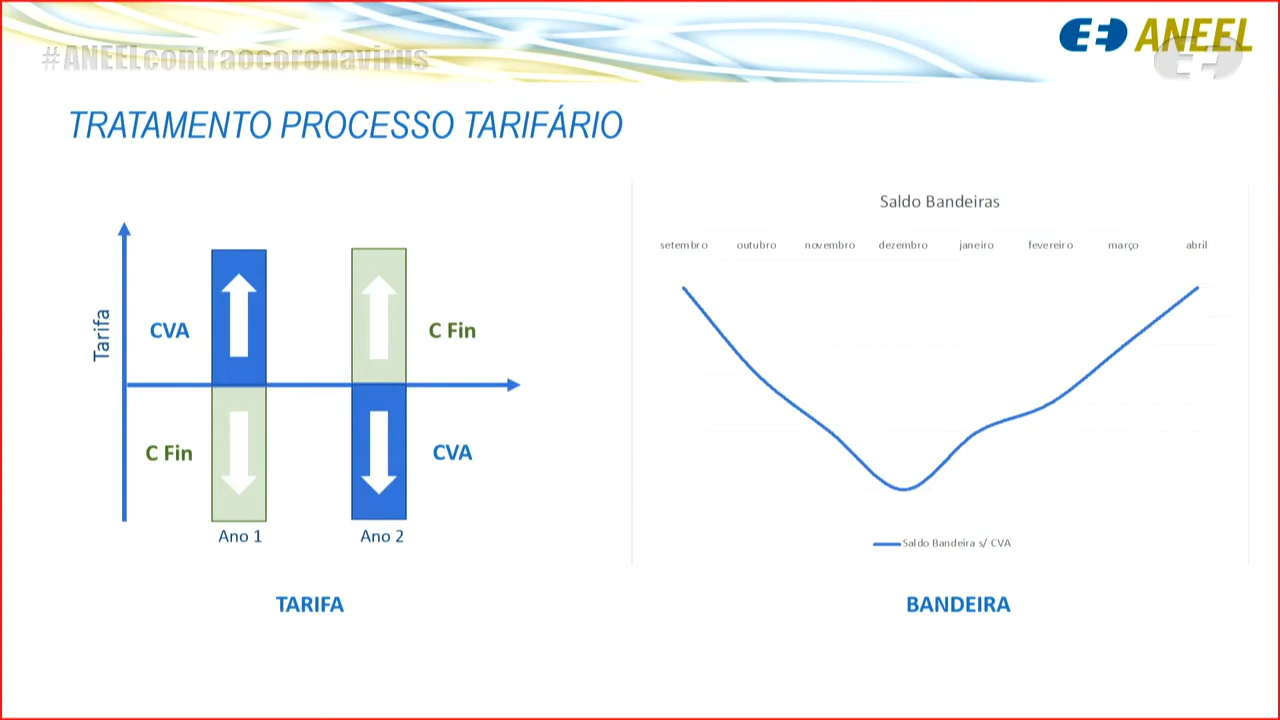 #ANEELcontraocoronavirus
ANEEL
TRATAMENTO PROCESSO TARIFÁRIO
Tarifa
CVA
C Fin
C Fin
CVA
Ano 1
Ano 2
TARIFA
Saldo Bandeiras
setembro outubro novembro dezembro janeiro fevereiro março abril
Saldo Bandeira s/ CVA
BANDEIRA